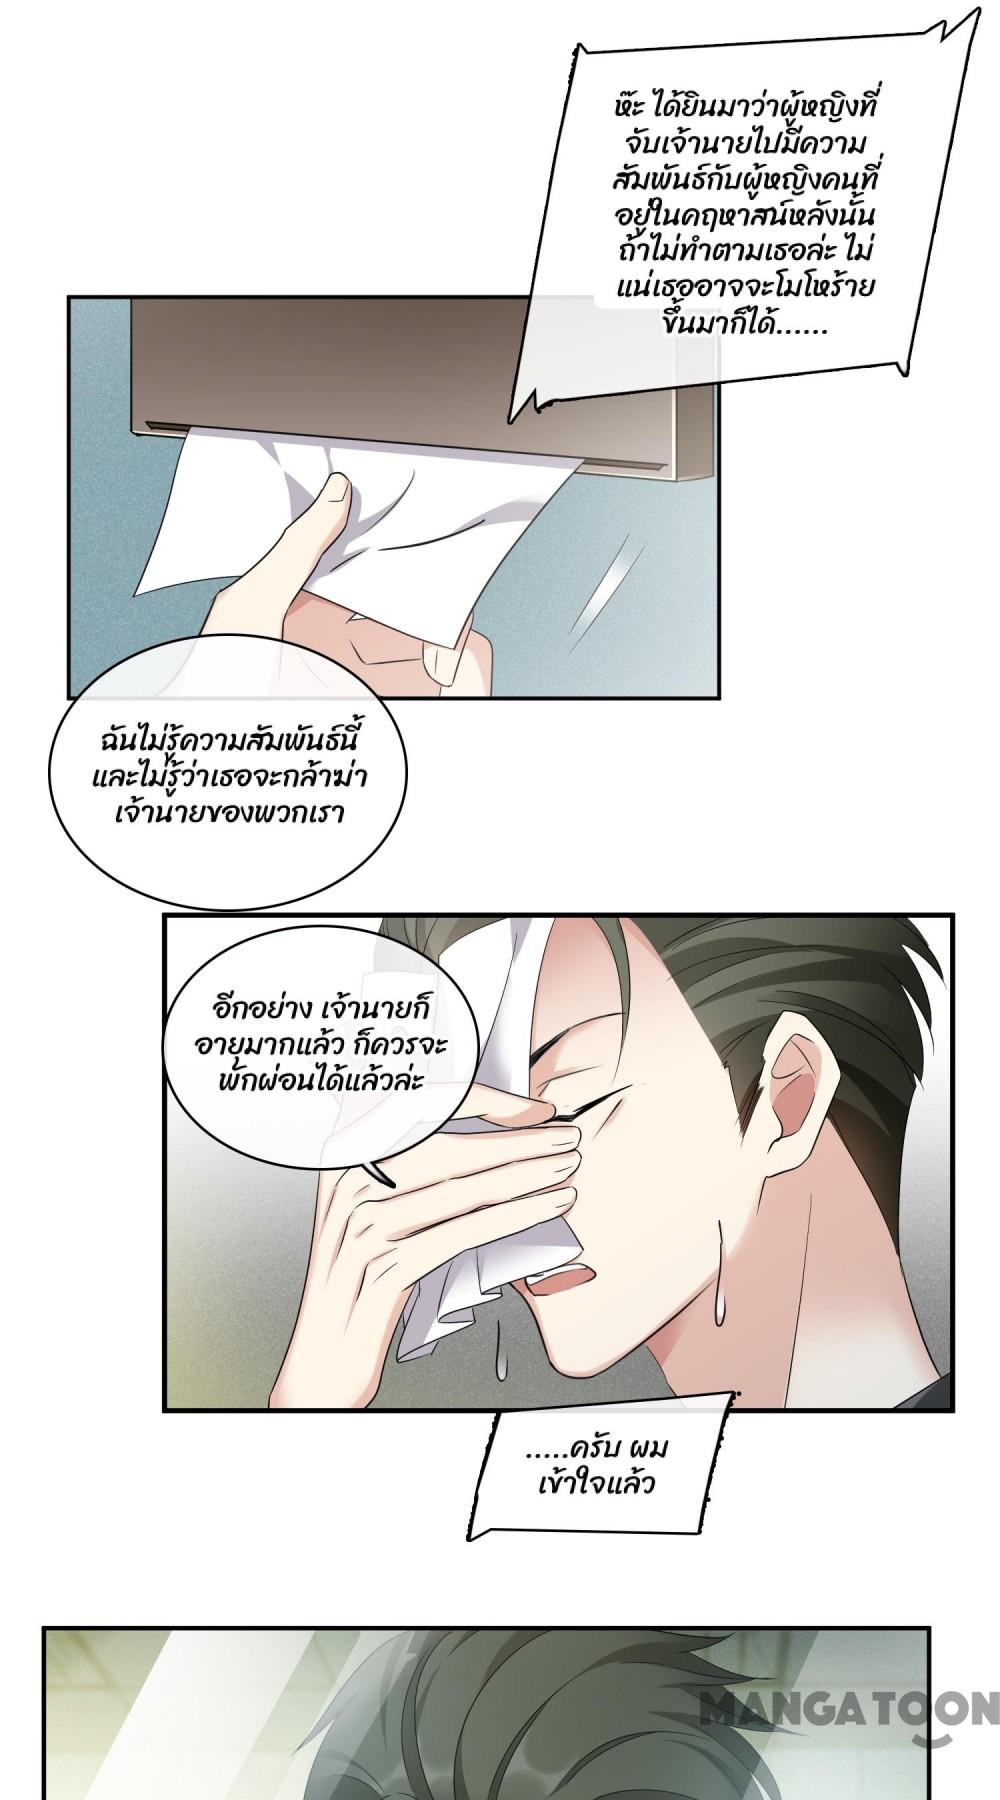 ห๊ะ ได้ยินมาว่าผู้หญิงที่
จับเจ้านายไปมีความ
สัมพันธ์กับผู้หญิงคนที่
อยู่ในคฤหาสน์หลังนั้น
ถ้าไม่ทำตามเธอล่ะ ไม่
แน่เธออาจจะโมโหร้าย
ขึ้นมาก็ได้......
ฉันไม่รู้ความสัมพันธ์นี้
และไม่รู้ว่าเธอจะกล้าฆ่า
เจ้านายของพวกเรา
อีกอย่าง เจ้านายก็
อายุมากแล้ว ก็ควรจะ
พักผ่อนได้แล้วล่ะ
.....ครับ ผม
เข้าใจแล้ว
MANGATOON